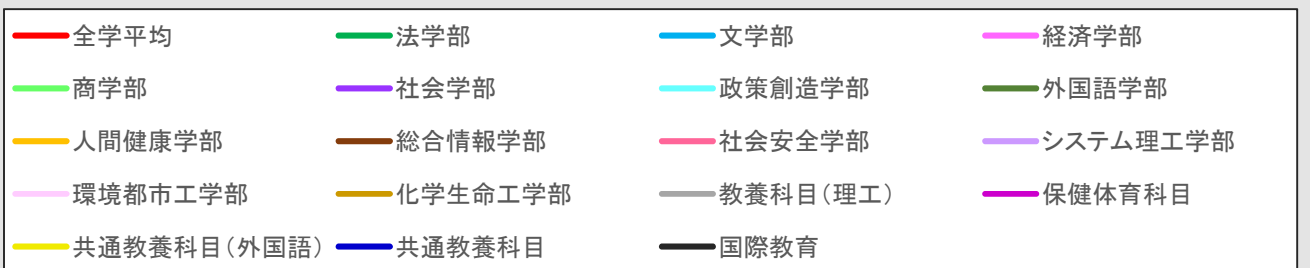 全学平均 法学部 文学部 経済学部
商学部 社会学部 政策創造学部 外国語学部
人間健康学部 総合情報学部 社会安全学部 システム理工学部
環境都市工学部 化学生命工学部 教養科目(理工) 保健体育科目
共通教養科目(外国語) 共通教養科目 国際教育